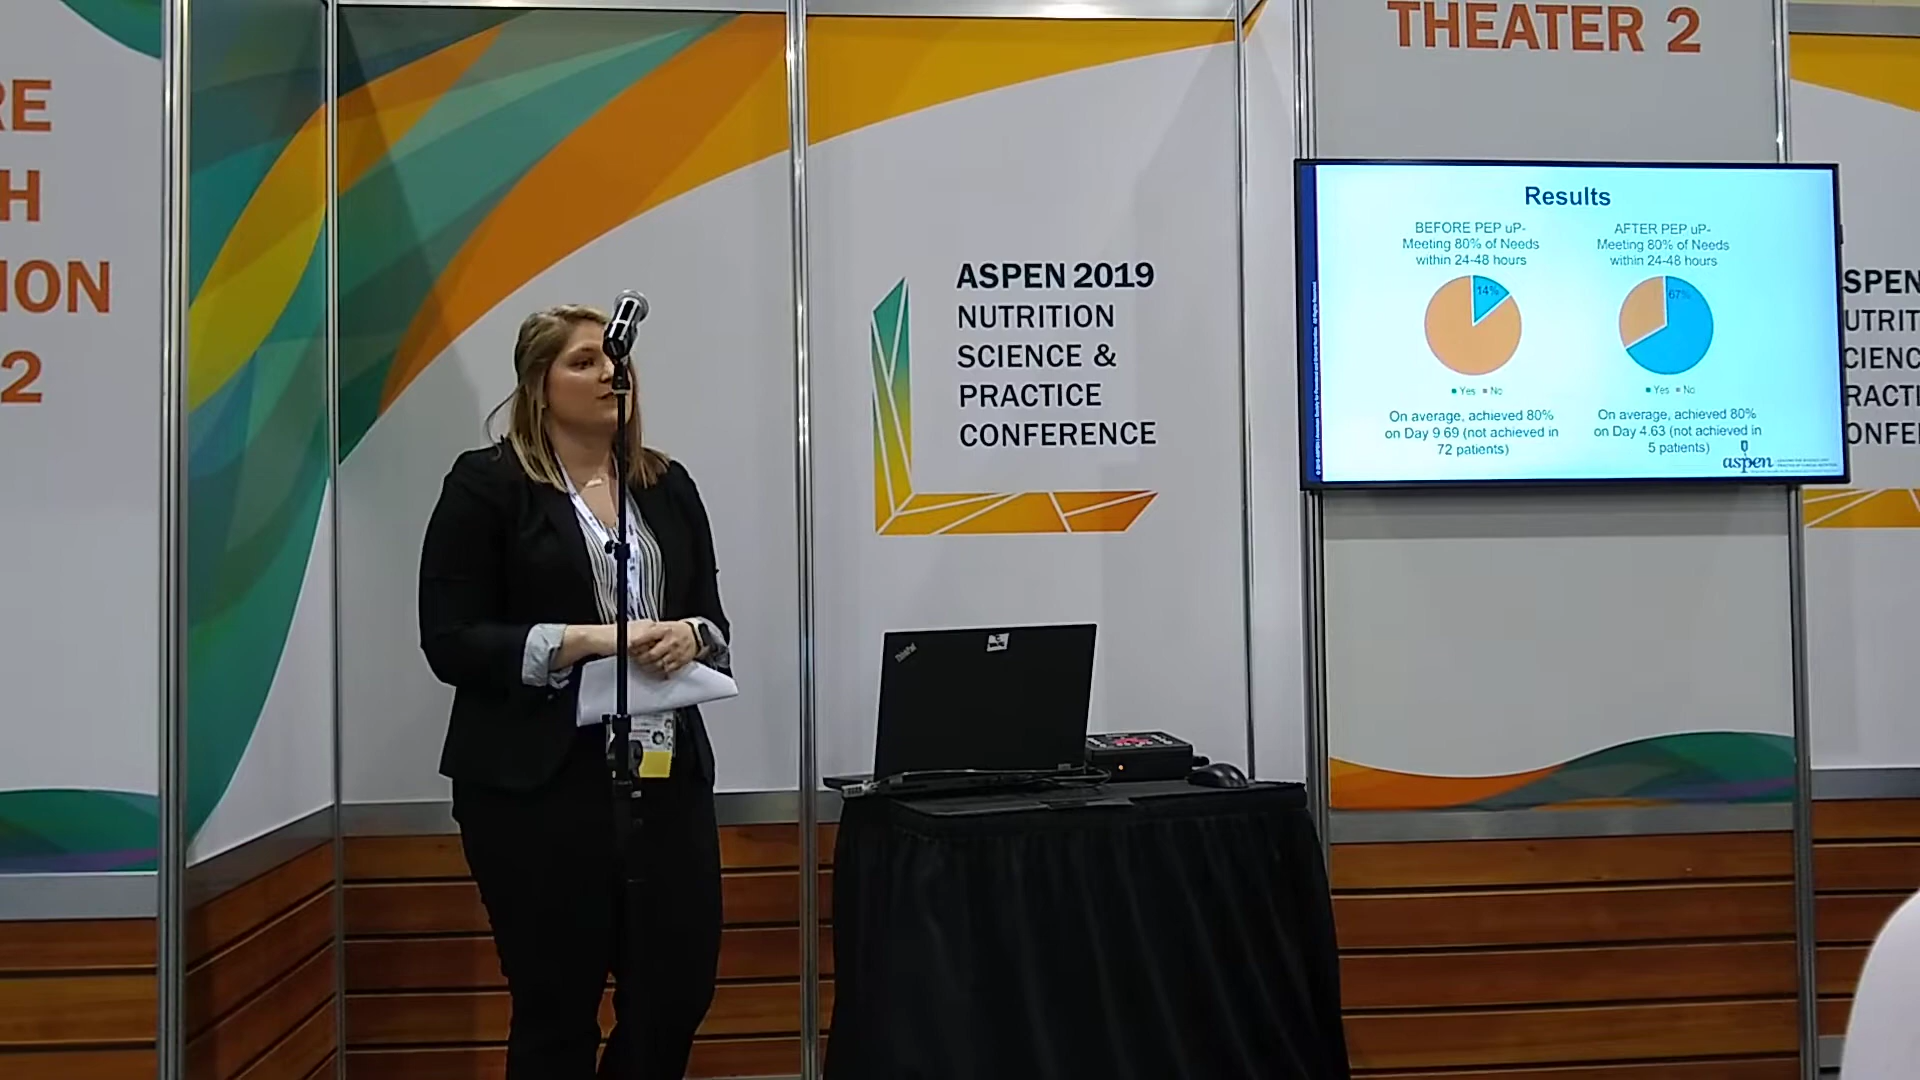 RE
H
ION
2
ASPEN 2019
NUTRITION
SCIENCE &
PRACTICE
CONFERENCE
THEATER 2
Results
BEFORE PEP uP-
Meeting 80% of Needs
within 24-48 hours
14%
Yes No
On average, achieved 80%
on Day 9.69 (not achieved in
72 patients)
AFTER PEP uP-
Meeting 80% of Needs
within 24-48 hours
67%
Yes No
On average, achieved 80%
on Day 4.63 (not achieved in
5 patients)
aspen
SPEN
UTRIT
CIENC
RACTI
ONFE
ThinkPad